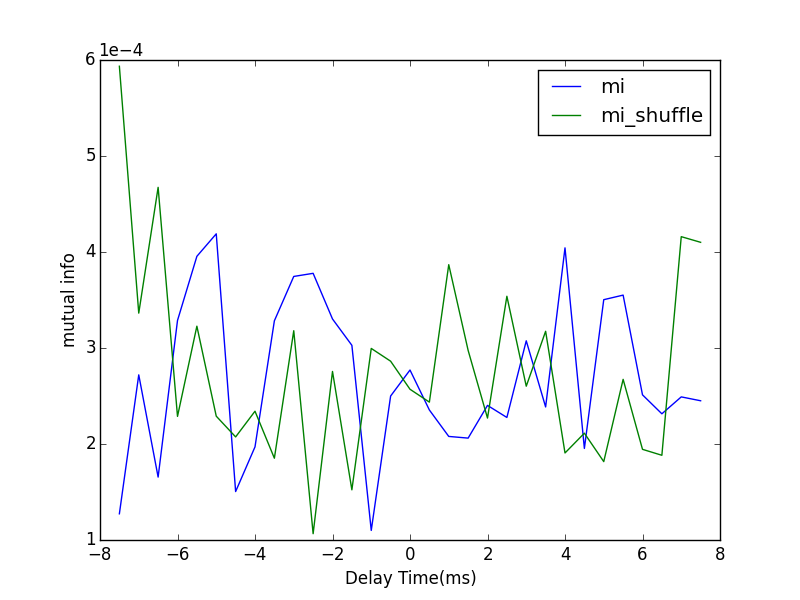 1e−4
6
5
4
3
2
1
mutual info
−8 −6 −4 −2 0 2 4 6 8
Delay Time(ms)
mi
mi_shuffle